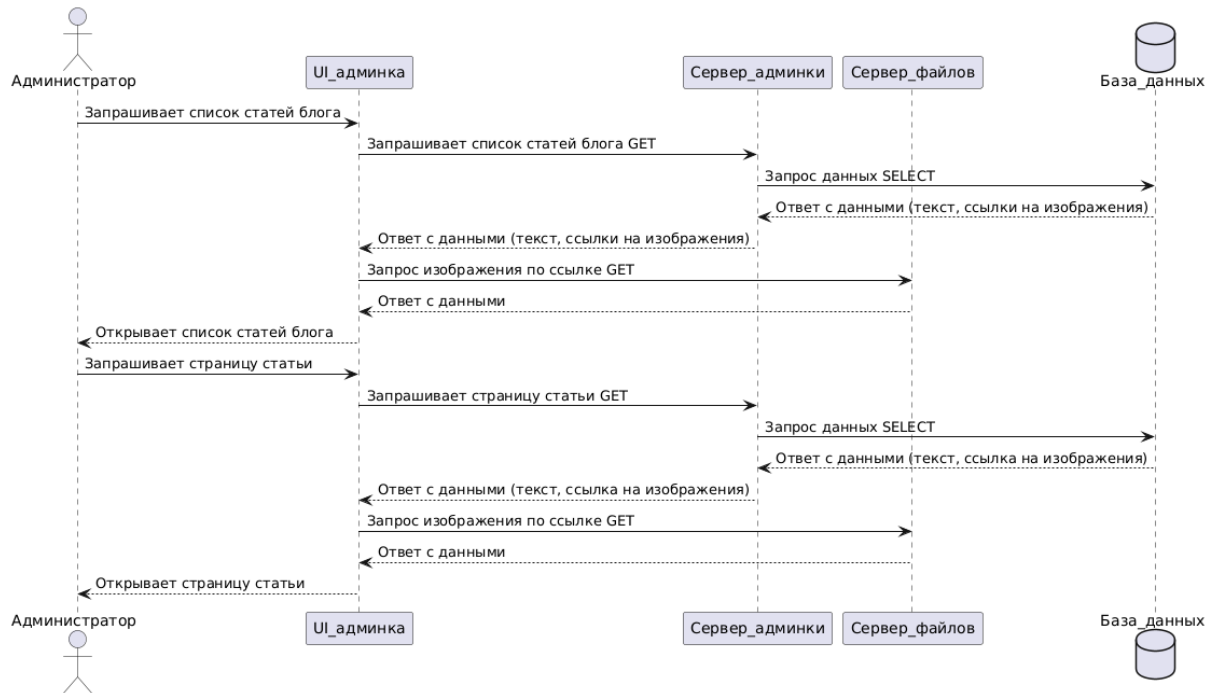 Администратор
UI_админка
Сервер_админки
Сервер_файлов
База_данных
Запрашивает список статей блога
Запрашивает список статей блога GET
Запрос данных SELECT
Ответ с данными (текст, ссылки на изображения)
Ответ с данными (текст, ссылки на изображения)
Запрос изображения по ссылке GET
Ответ с данными
Открывает список статей блога
Запрашивает страницу статьи
Запрашивает страницу статьи GET
Запрос данных SELECT
Ответ с данными (текст, ссылка на изображения)
Ответ с данными (текст, ссылка на изображения)
Запрос изображения по ссылке GET
Ответ с данными
Открывает страницу статьи
Администратор
UI_админка
Сервер_админки
Сервер_файлов
База_данных